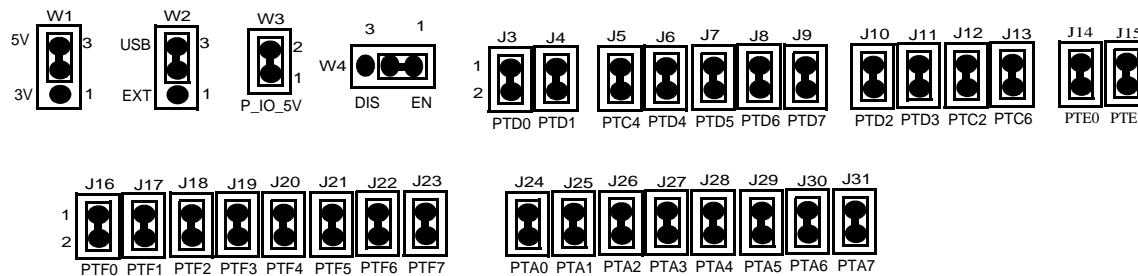 W1 W2 W3
5V 3 USB 3 2 3 1 J3 J4 J5 J6 J7 J8 J9 J10 J11 J12 J13 J14 J15
W4 1
3V 1 EXT 1 1 2
P_IO_5V DIS EN PTD0 PTD1 PTC4 PTD4 PTD5 PTD6 PTD7 PTD2 PTD3 PTC2 PTC6 PTE0 PTE
J16 J17 J18 J19 J20 J21 J22 J23 J24 J25 J26 J27 J28 J29 J30 J31
1
2
PTF0 PTF1 PTF2 PTF3 PTF4 PTF5 PTF6 PTF7 PTA0 PTA1 PTA2 PTA3 PTA4 PTA5 PTA6 PTA7